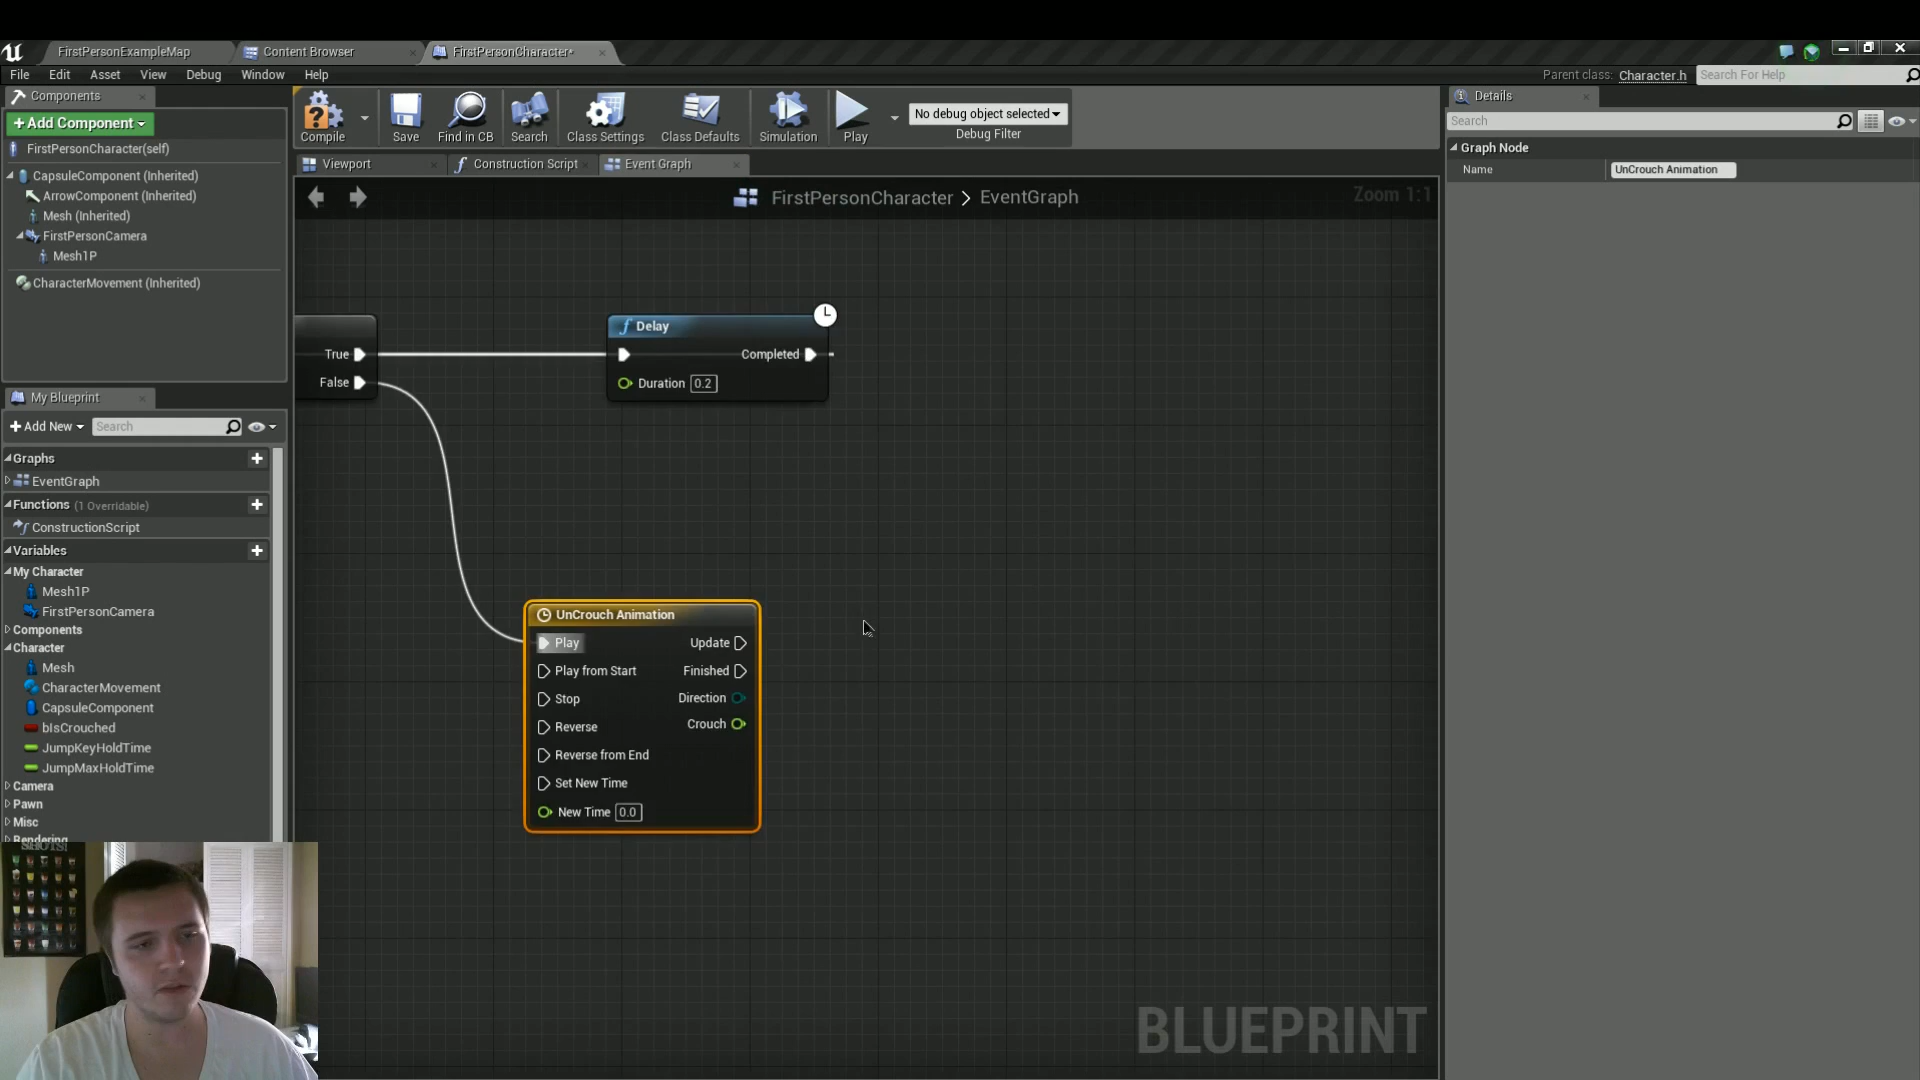 FirstPersonExampleMap
Content Browser
FirstPersonCharacter*
File Edit Asset View Debug Window Help
Parent class: Character.h
Search For Help
Components
+Add Component
FirstPersonCharacter(self)
CapsuleComponent (Inherited)
ArrowComponent (Inherited)
Mesh (Inherited)
FirstPersonCamera
Mesh1P
CharacterMovement (Inherited)
Compile
Save
Find in CB
Search
Class Settings
Class Defaults
Simulation
Play
No debug object selected
Debug Filter
Viewport
Construction Script
Event Graph
FirstPersonCharacter > EventGraph
Zoom 1:1
True
False
Delay
Completed
Duration 0.2
UnCrouch Animation
Play
Update
Play from Start
Finished
Stop
Direction
Reverse
Crouch
Reverse from End
Set New Time
New Time 0.0
BLUEPRINT
My Blueprint
+Add New
Search
Graphs
EventGraph
Functions (1 Overridable)
ConstructionScript
Variables
My Character
Mesh1P
FirstPersonCamera
Components
Character
Mesh
CharacterMovement
CapsuleComponent
bIsCrouched
JumpKeyHoldTime
JumpMaxHoldTime
Camera
Pawn
Misc
Rendering
SHOTS!
Details
Search
Graph Node
Name
UnCrouch Animation